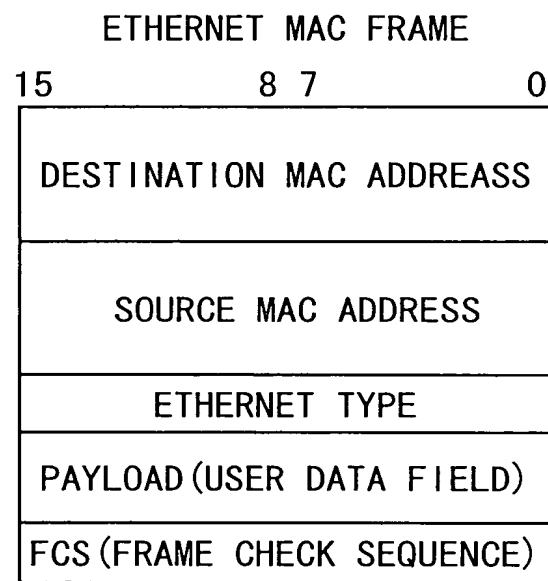 ETHERNET MAC FRAME
15 8 7 0
DESTINATION MAC ADDREASS
SOURCE MAC ADDRESS
ETHERNET TYPE
PAYLOAD(USER DATA FIELD)
FCS(FRAME CHECK SEQUENCE)